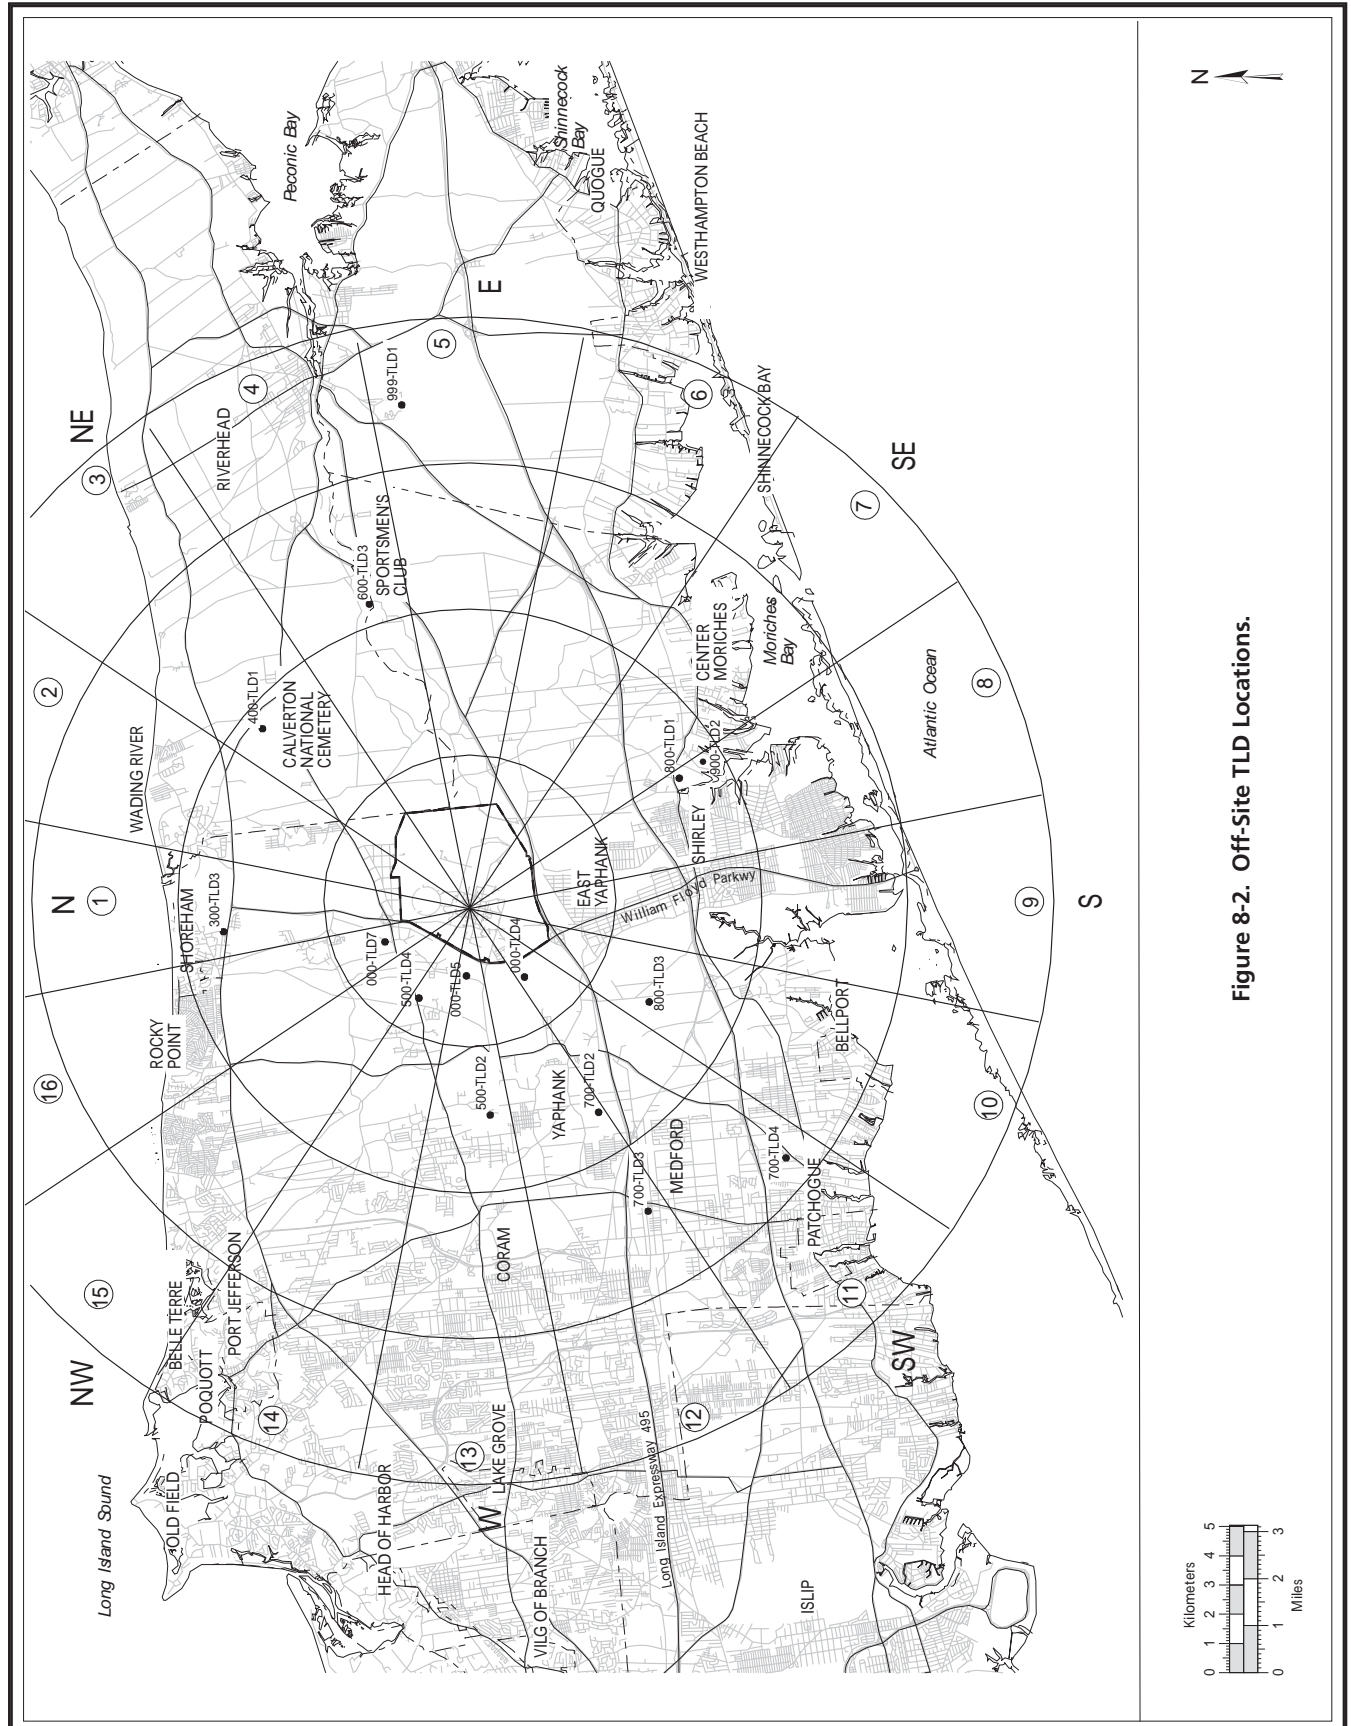 Long Island Sound
Peconic Bay
Shinnecock
Bay
QUOGUE
WESTHAMPTON BEACH
N
NE
NW
N
E
SE
S
SW
W
1
2
3
4
5
6
7
8
9
10
11
12
13
14
15
16
RIVERHEAD
999-TLD1
600-TLD3
SPORTSMEN'S
CLUB
SHINNECOCK BAY
WADING RIVER
400-TLD1
CALVERTON
NATIONAL
CEMETERY
CENTER
MORICHES
Moriches
Bay
Atlantic Ocean
800-TLD1
900-TLD2
SHIRLEY
EAST
YAPHANK
William Floyd Parkwy
SHOREHAM
300-TLD3
000-TLD7
500-TLD4
000-TLD5
000-TLD4
800-TLD3
BELLPORT
ROCKY
POINT
500-TLD2
YAPHANK
700-TLD2
MEDFORD
700-TLD3
700-TLD4
PATCHOGUE
CORAM
BELLE TERRE
PORT JEFFERSON
POQUOTT
OLD FIELD
HEAD OF HARBOR
LAKE GROVE
VILG OF BRANCH
Long Island Expressway 495
ISLIP
Kilometers
0 1 2 3 4 5
0 1 2 3
Miles
Figure 8-2. Off-Site TLD Locations.